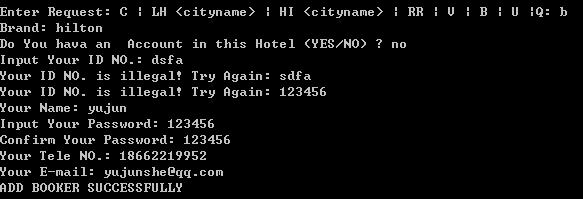 Enter Request: C | LH <cityname> | HI <cityname> | RR | V | B | U |Q: b
Brand: hilton
Do You hava an  Account in this Hotel (YES/NO) ? no
Input Your ID NO.: dsfa
Your ID NO. is illegal! Try Again: sdfa
Your ID NO. is illegal! Try Again: 123456
Your Name: yujun
Input Your Password: 123456
Confirm Your Password: 123456
Your Tele NO.: 18662219952
Your E-mail: yujunshe@qq.com
ADD BOOKER SUCCESSFULLY